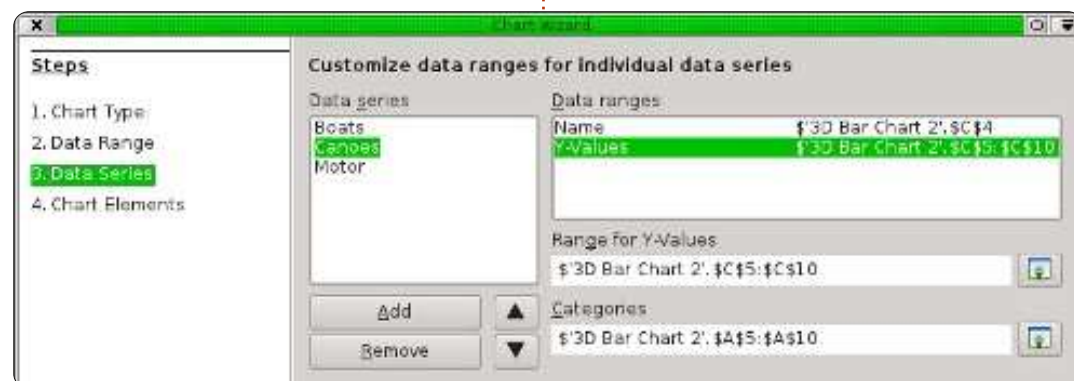 Chart wizard
Steps
1. Chart Type
2. Data Range
3. Data Series
4. Chart Elements
Customize data ranges for individual data series
Data series
Boats
Canoes
Motor
Add
Remove
Data ranges
Name $'3D Bar Chart 2'.$C$4
Y-Values $'3D Bar Chart 2'.$C$5:$C$10
Range for Y-Values
$'3D Bar Chart 2'.$C$5:$C$10
Categories
$'3D Bar Chart 2'.$A$5:$A$10